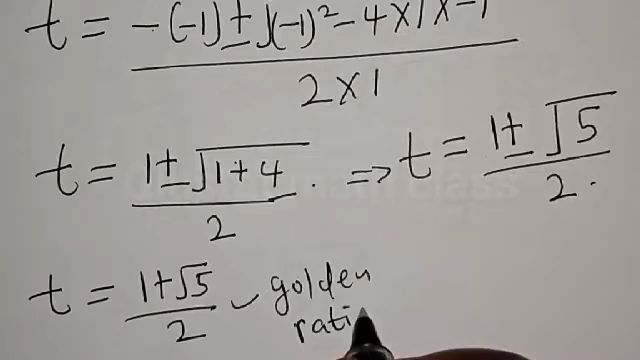 t = -(-1) ± √(-1)² - 4×1×-1
2×1
t = 1 ± √1+4 . => t = 1 ± √5
2 2 .
t = 1+√5 ✓ golden
2 rati